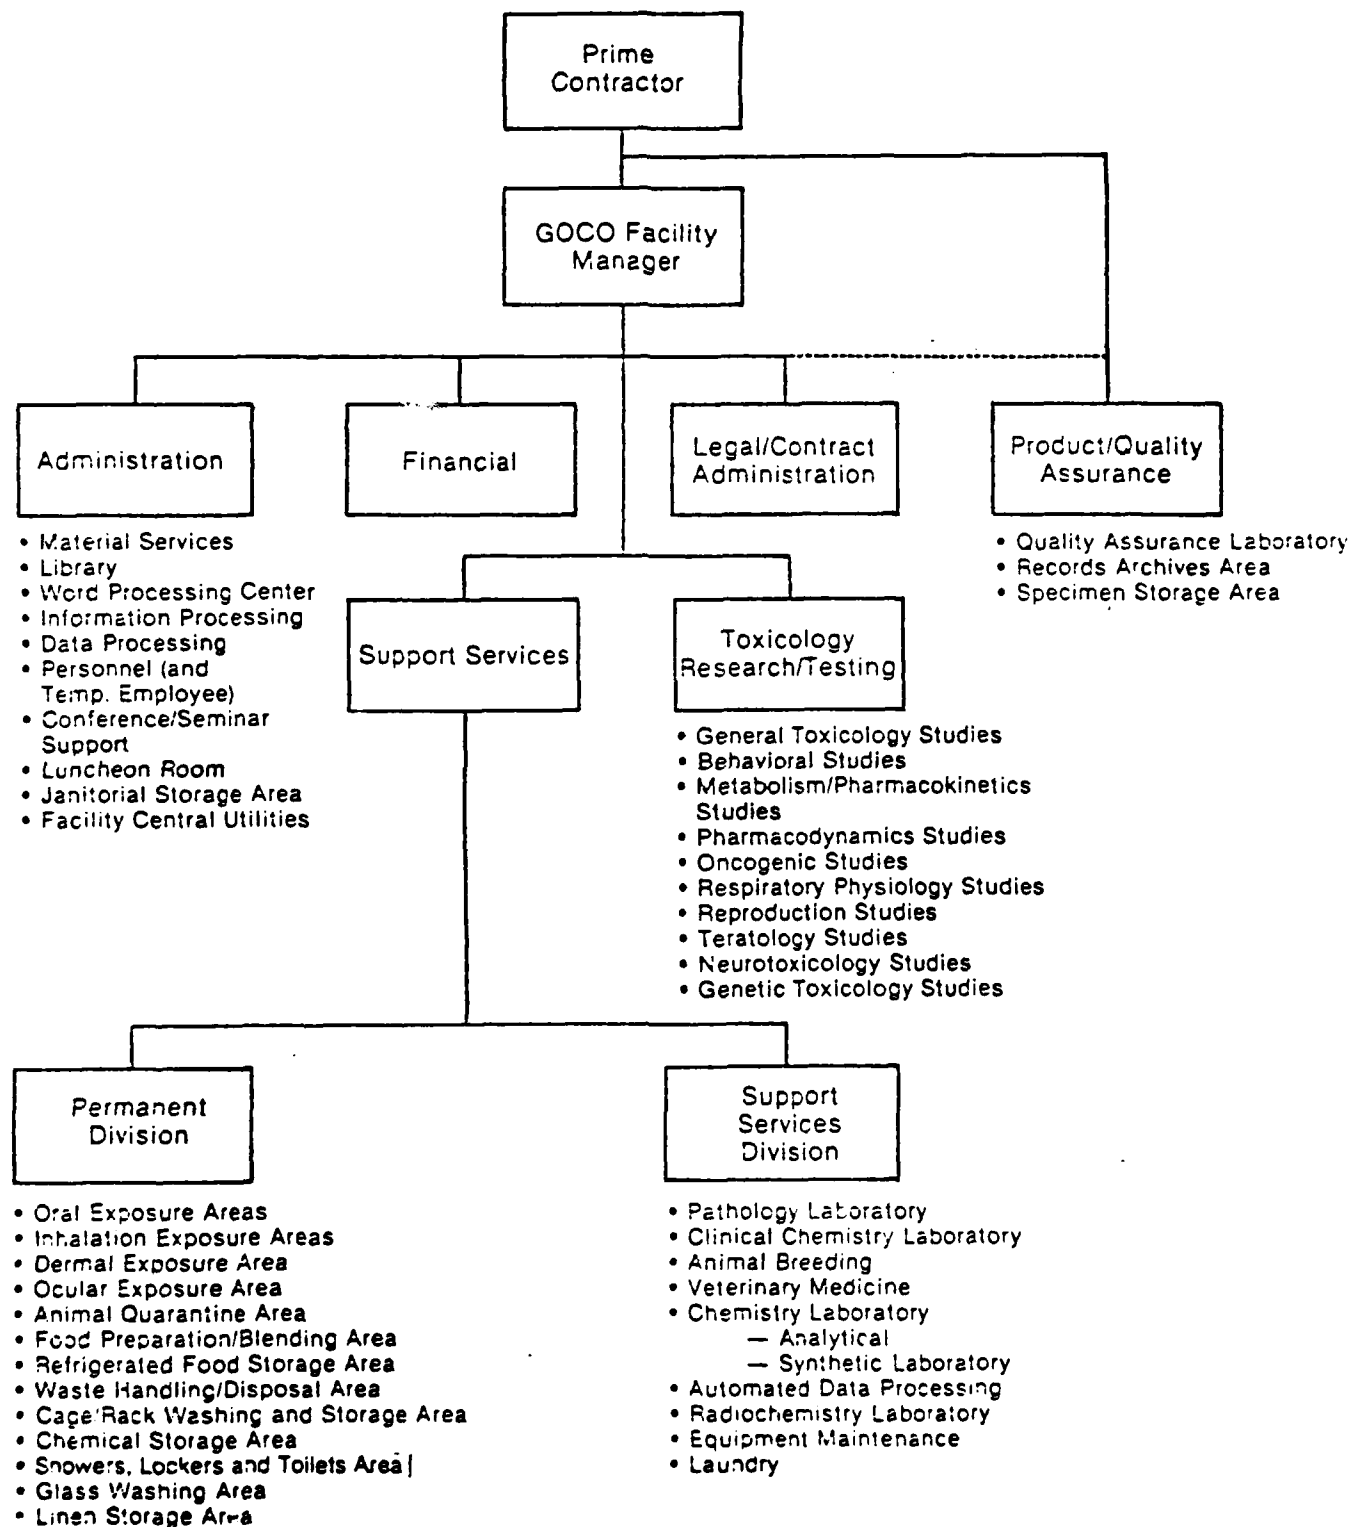 Prime
Contractor
GOCO Facility
Manager
Administration
Financial
Legal/Contract
Administration
Product/Quality
Assurance
• Material Services
• Library
• Word Processing Center
• Information Processing
• Data Processing
• Personnel (and
Temp. Employee)
• Conference/Seminar
Support
• Luncheon Room
• Janitorial Storage Area
• Facility Central Utilities
• Quality Assurance Laboratory
• Records Archives Area
• Specimen Storage Area
Support Services
Toxicology
Research/Testing
• General Toxicology Studies
• Behavioral Studies
• Metabolism/Pharmacokinetics
Studies
• Pharmacodynamics Studies
• Oncogenic Studies
• Respiratory Physiology Studies
• Reproduction Studies
• Teratology Studies
• Neurotoxicology Studies
• Genetic Toxicology Studies
Permanent
Division
Support
Services
Division
• Oral Exposure Areas
• Inhalation Exposure Areas
• Dermal Exposure Area
• Ocular Exposure Area
• Animal Quarantine Area
• Food Preparation/Blending Area
• Refrigerated Food Storage Area
• Waste Handling/Disposal Area
• Cage/Rack Washing and Storage Area
• Chemical Storage Area
• Showers, Lockers and Toilets Area
• Glass Washing Area
• Linen Storage Area
• Pathology Laboratory
• Clinical Chemistry Laboratory
• Animal Breeding
• Veterinary Medicine
• Chemistry Laboratory
— Analytical
— Synthetic Laboratory
• Automated Data Processing
• Radiochemistry Laboratory
• Equipment Maintenance
• Laundry